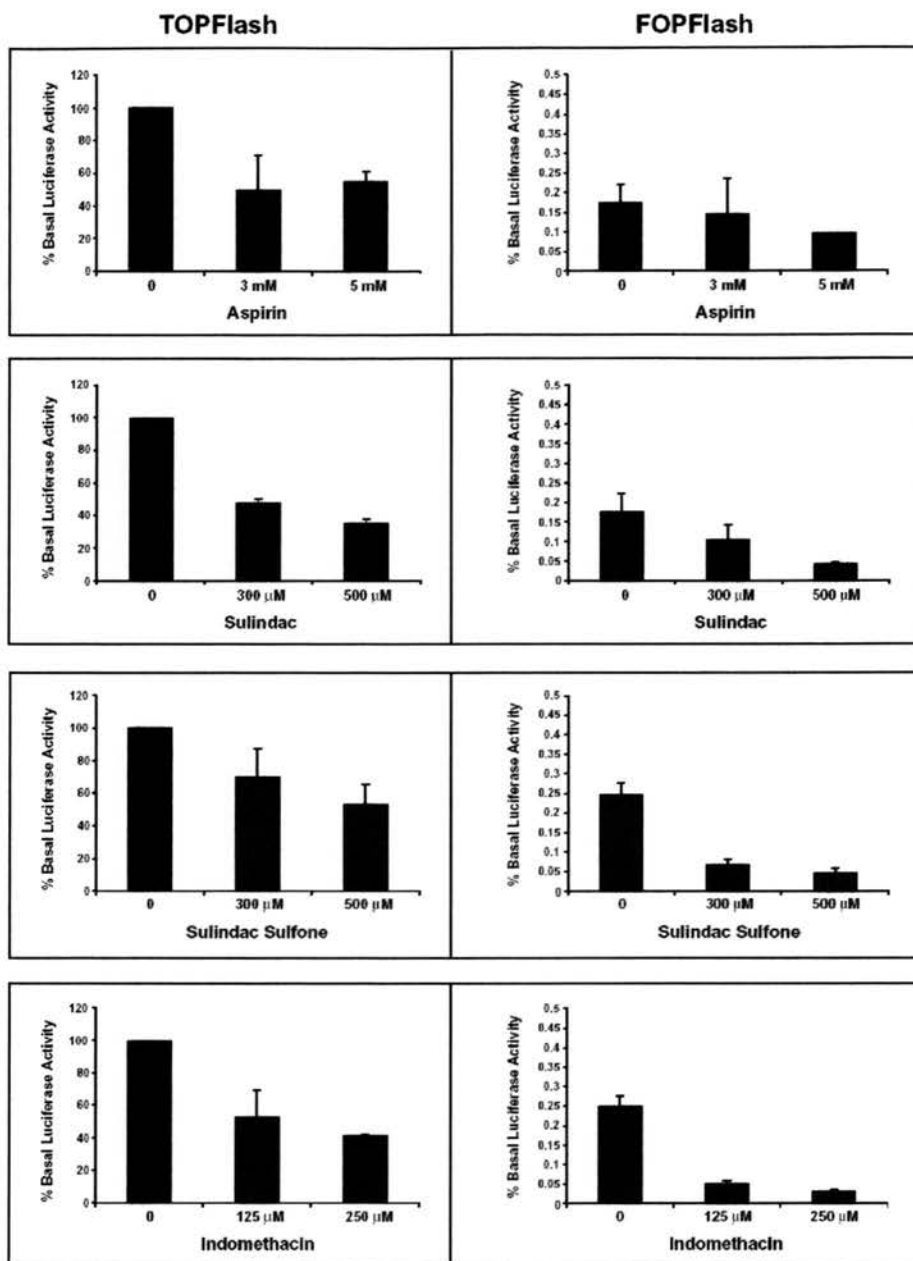 TOPFlash
FOPFlash
% Basal Luciferase Activity
120
100
80
60
40
20
0
0
3 mM
5 mM
Aspirin
% Basal Luciferase Activity
0.5
0.45
0.4
0.35
0.3
0.25
0.2
0.15
0.1
0.05
0
0
3 mM
5 mM
Aspirin
% Basal Luciferase Activity
120
100
80
60
40
20
0
0
300 µM
500 µM
Sulindac
% Basal Luciferase Activity
0.5
0.45
0.4
0.35
0.3
0.25
0.2
0.15
0.1
0.05
0
0
300 µM
500 µM
Sulindac
% Basal Luciferase Activity
120
100
80
60
40
20
0
0
300 µM
500 µM
Sulindac Sulfone
% Basal Luciferase Activity
0.5
0.45
0.4
0.35
0.3
0.25
0.2
0.15
0.1
0.05
0
0
300 µM
500 µM
Sulindac Sulfone
% Basal Luciferase Activity
120
100
80
60
40
20
0
0
125 µM
250 µM
Indomethacin
% Basal Luciferase Activity
0.5
0.45
0.4
0.35
0.3
0.25
0.2
0.15
0.1
0.05
0
0
125 µM
250 µM
Indomethacin